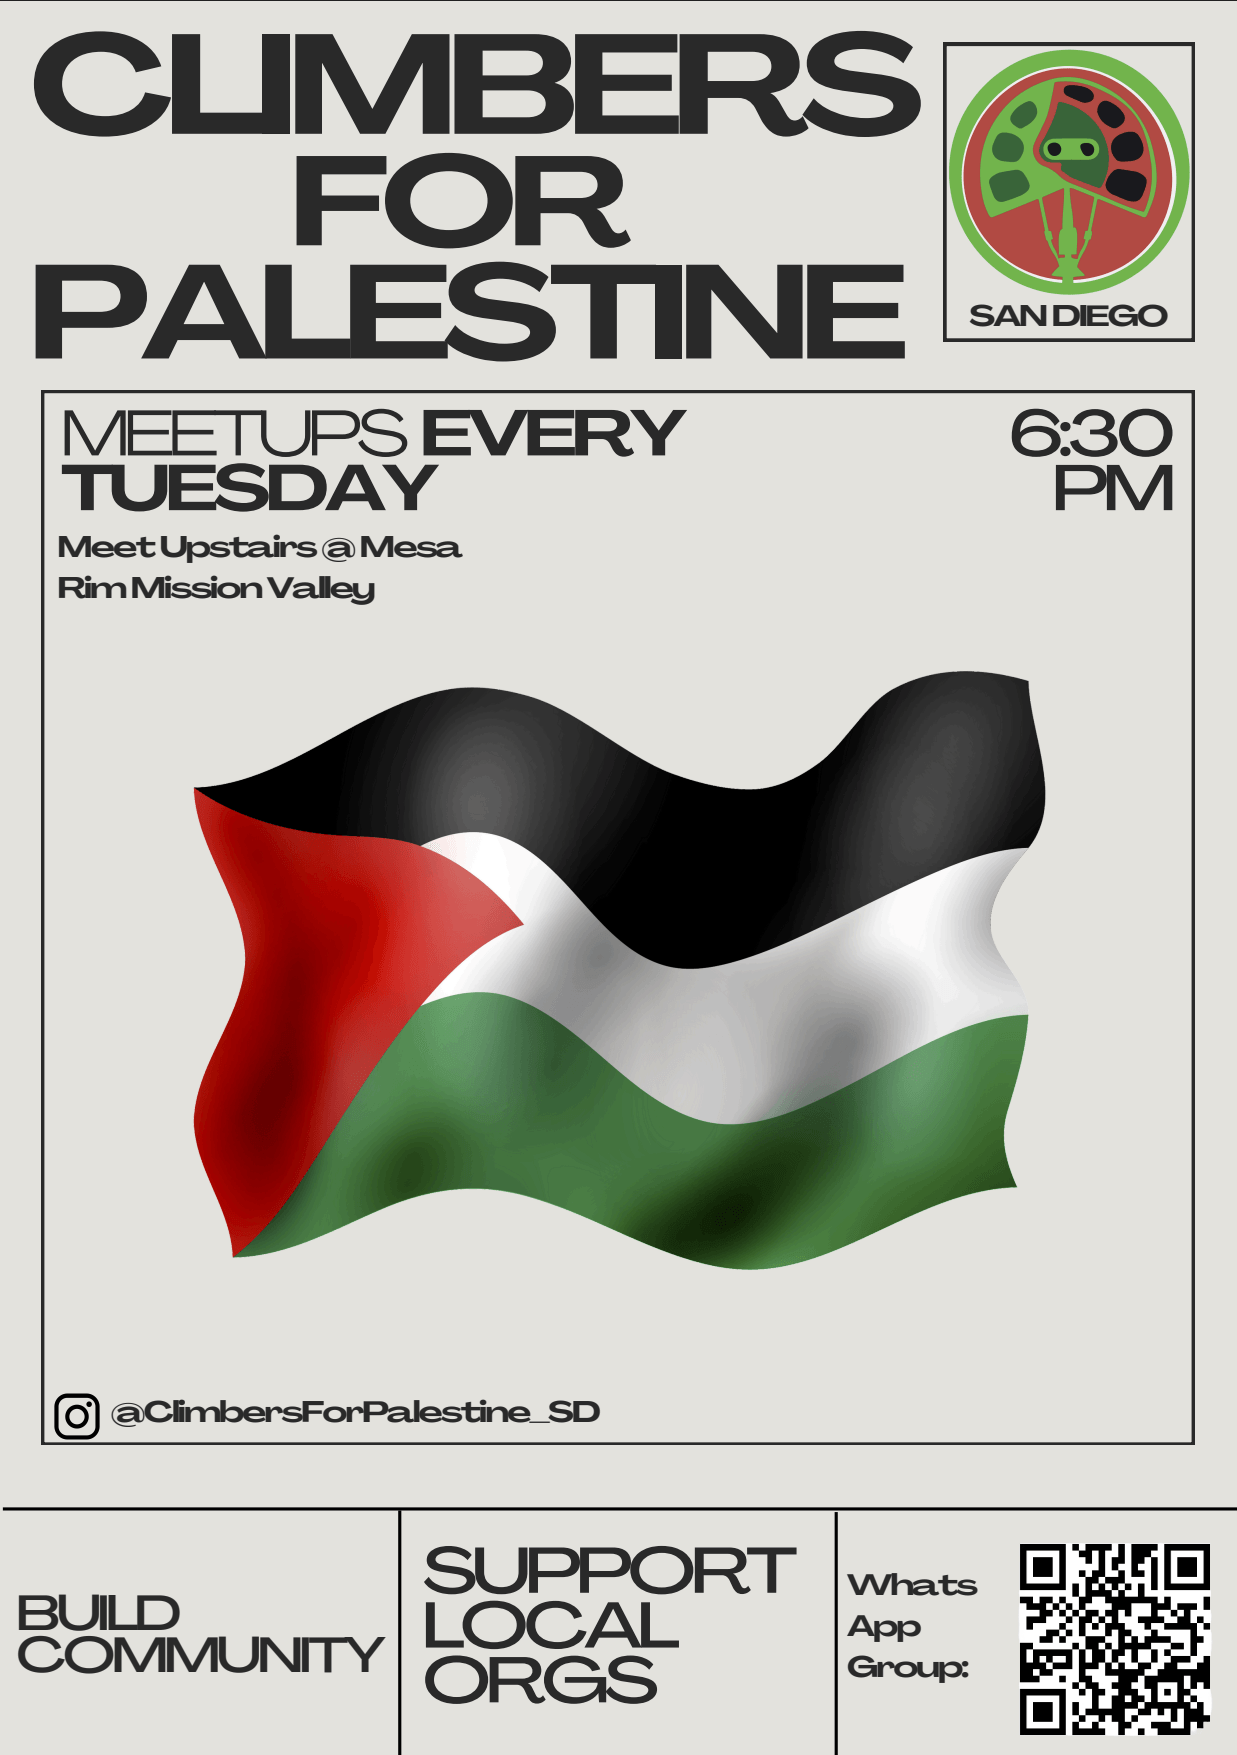 CLIMBERS
FOR
PALESTINE
SAN DIEGO
MEETUPS EVERY
TUESDAY
6:30
PM
Meet Upstairs @ Mesa
Rim Mission Valley
@ClimbersForPalestine_SD
BUILD
COMMUNITY
SUPPORT
LOCAL
ORGS
Whats
App
Group: